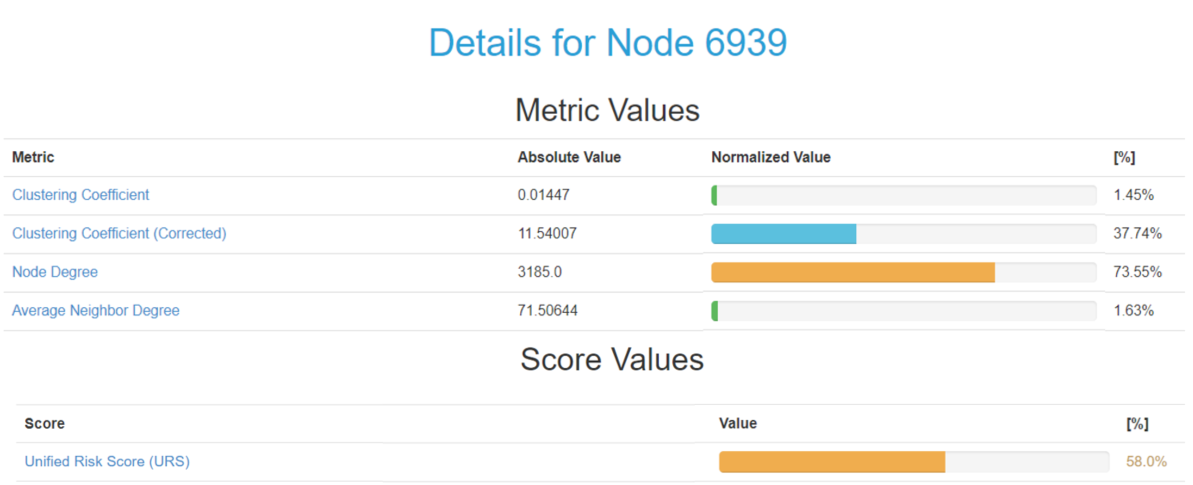 Details for Node 6939
Metric Values
Metric Absolute Value Normalized Value [%]
Clustering Coefficient 0.01447 1.45%
Clustering Coefficient (Corrected) 11.54007 37.74%
Node Degree 3185.0 73.55%
Average Neighbor Degree 71.50644 1.63%
Score Values
Score Value [%]
Unified Risk Score (URS) 58.0%